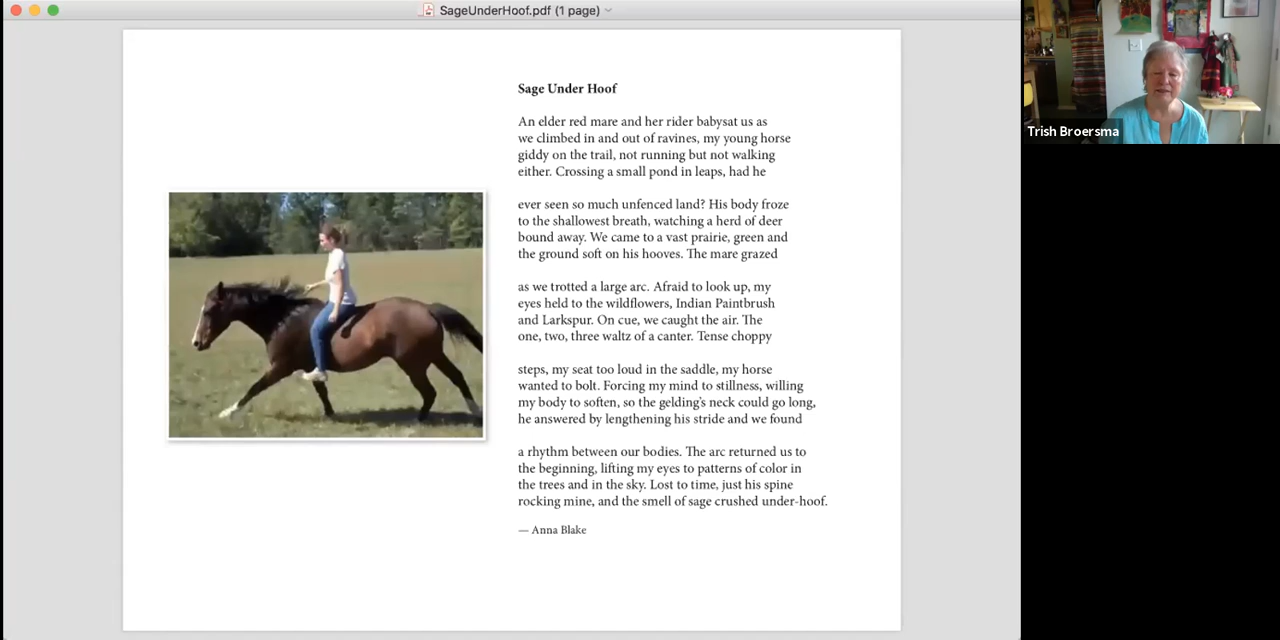 SageUnderHoof.pdf (1 page)
Trish Broersma
Sage Under Hoof
An elder red mare and her rider babysat us as
we climbed in and out of ravines, my young horse
giddy on the trail, not running but not walking
either. Crossing a small pond in leaps, had he
ever seen so much unfenced land? His body froze
to the shallowest breath, watching a herd of deer
bound away. We came to a vast prairie, green and
the ground soft on his hooves. The mare grazed
as we trotted a large arc. Afraid to look up, my
eyes held to the wildflowers, Indian Paintbrush
and Larkspur. On cue, we caught the air. The
one, two, three waltz of a canter. Tense choppy
steps, my seat too loud in the saddle, my horse
wanted to bolt. Forcing my mind to stillness, willing
my body to soften, so the gelding's neck could go long,
he answered by lengthening his stride and we found
a rhythm between our bodies. The arc returned us to
the beginning, lifting my eyes to patterns of color in
the trees and in the sky. Lost to time, just his spine
rocking mine, and the smell of sage crushed under-hoof.
— Anna Blake